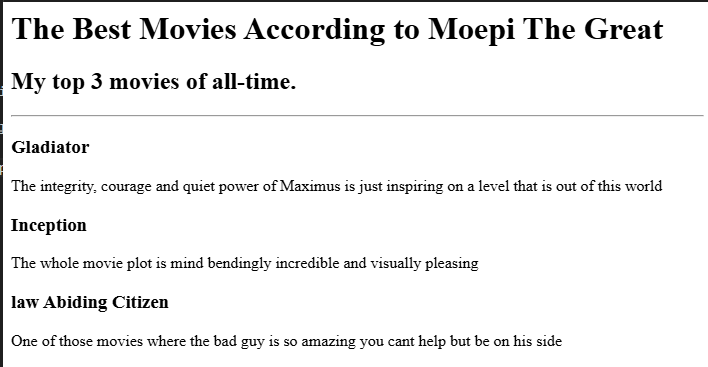 The Best Movies According to Moepi The Great
My top 3 movies of all-time.
Gladiator
The integrity, courage and quiet power of Maximus is just inspiring on a level that is out of this world
Inception
The whole movie plot is mind bendingly incredible and visually pleasing
law Abiding Citizen
One of those movies where the bad guy is so amazing you cant help but be on his side